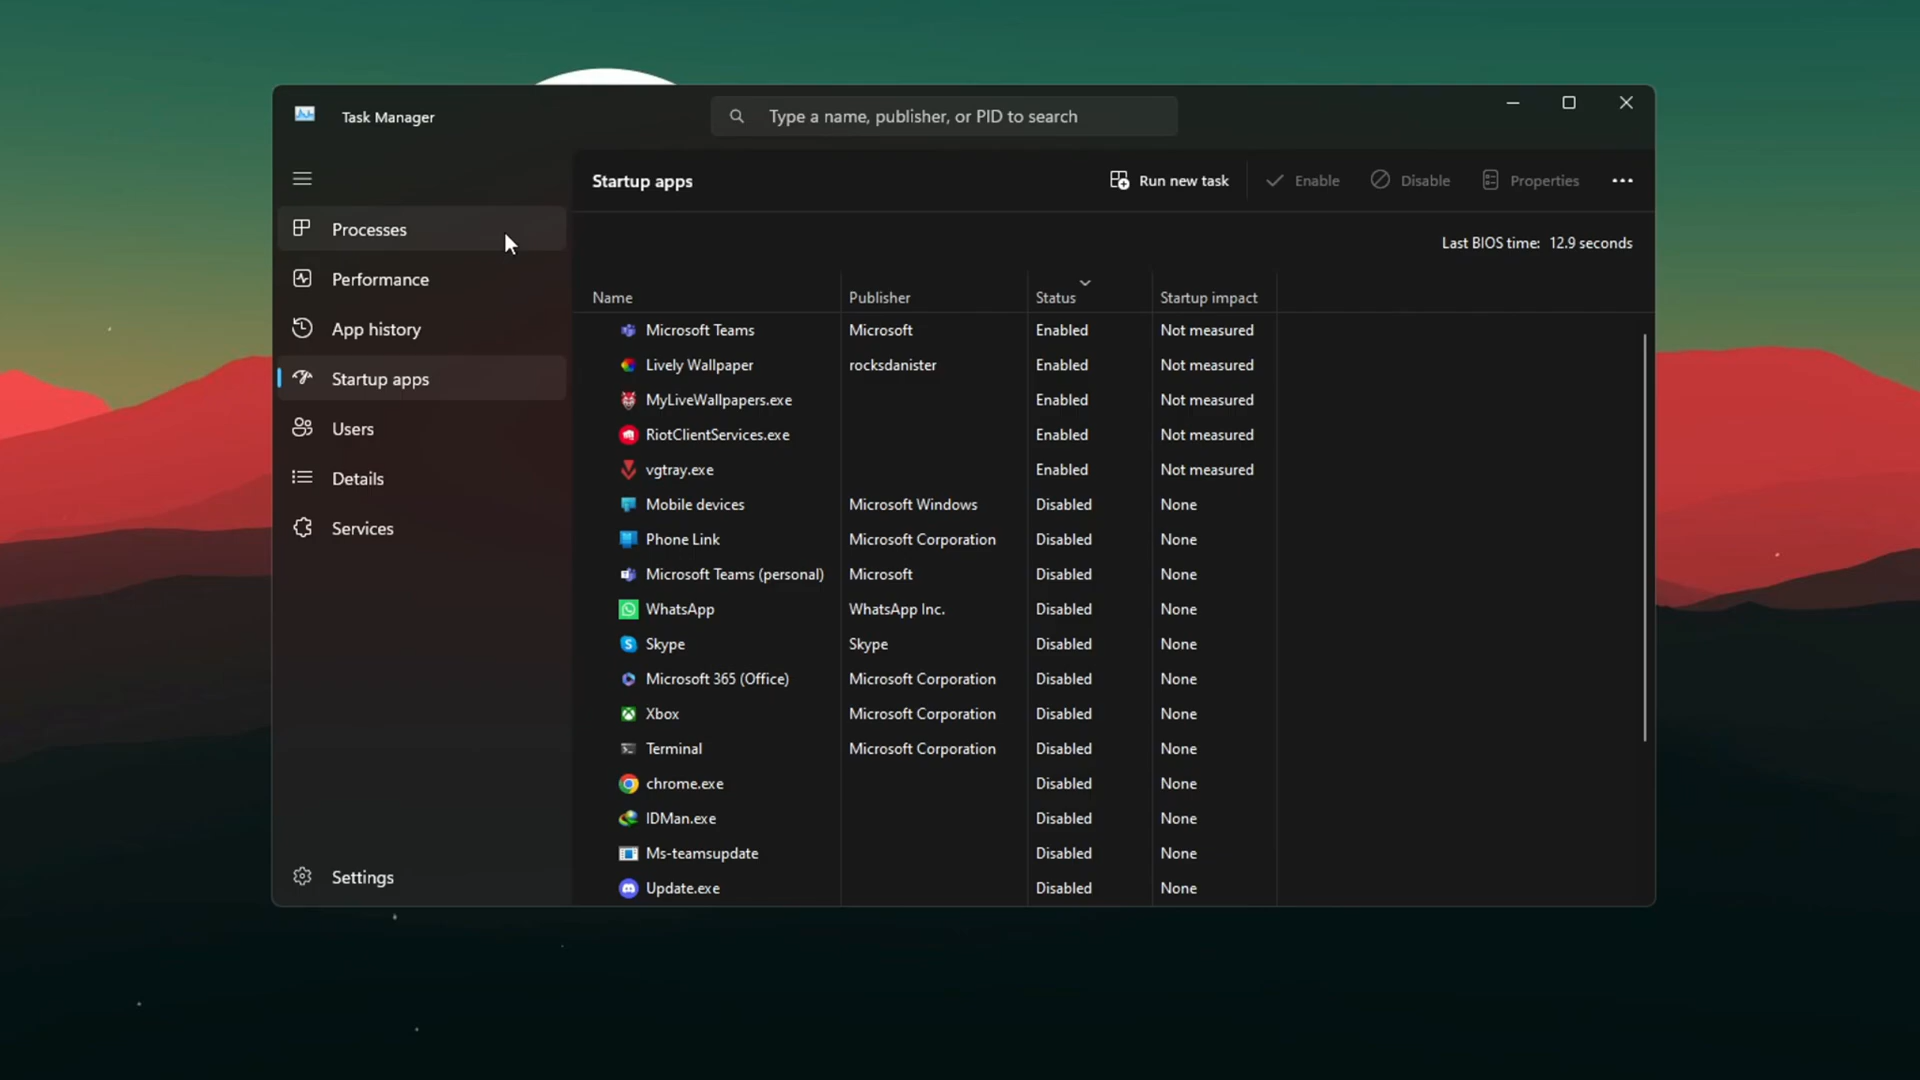 Task Manager
Type a name, publisher, or PID to search
Startup apps
Run new task
Enable
Disable
Properties
Processes
Performance
App history
Startup apps
Users
Details
Services
Settings
Last BIOS time: 12.9 seconds
Name Publisher Status Startup impact
Microsoft Teams Microsoft Enabled Not measured
Lively Wallpaper rocksdanister Enabled Not measured
MyLiveWallpapers.exe Enabled Not measured
RiotClientServices.exe Enabled Not measured
vgtray.exe Enabled Not measured
Mobile devices Microsoft Windows Disabled None
Phone Link Microsoft Corporation Disabled None
Microsoft Teams (personal) Microsoft Disabled None
WhatsApp WhatsApp Inc. Disabled None
Skype Skype Disabled None
Microsoft 365 (Office) Microsoft Corporation Disabled None
Xbox Microsoft Corporation Disabled None
Terminal Microsoft Corporation Disabled None
chrome.exe Disabled None
IDMan.exe Disabled None
Ms-teamsupdate Disabled None
Update.exe Disabled None